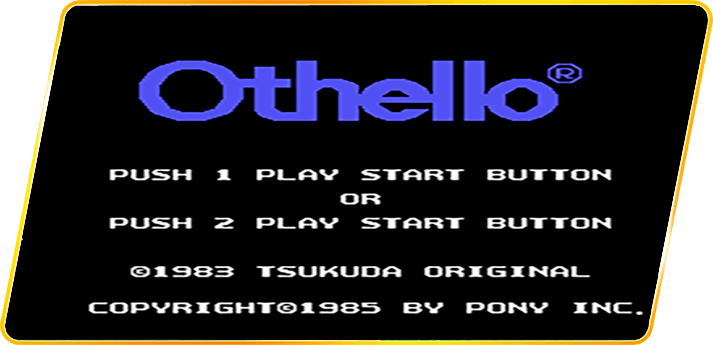 Othello®
PUSH 1 PLAY START BUTTON
OR
PUSH 2 PLAY START BUTTON
©1983 TSUKUDA ORIGINAL
COPYRIGHT©1985 BY PONY INC.